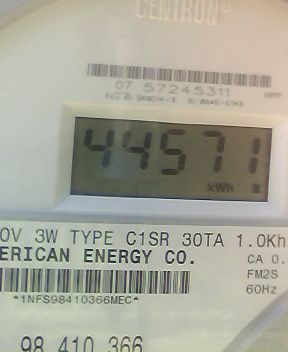 CENTRON®
07 57245311
44571
kWh
0V 3W TYPE C1SR 30TA 1.0Kh
ERICAN ENERGY CO.
CA 0.
FM2S
60Hz
*1NFS98410366MEC*
98 410 366